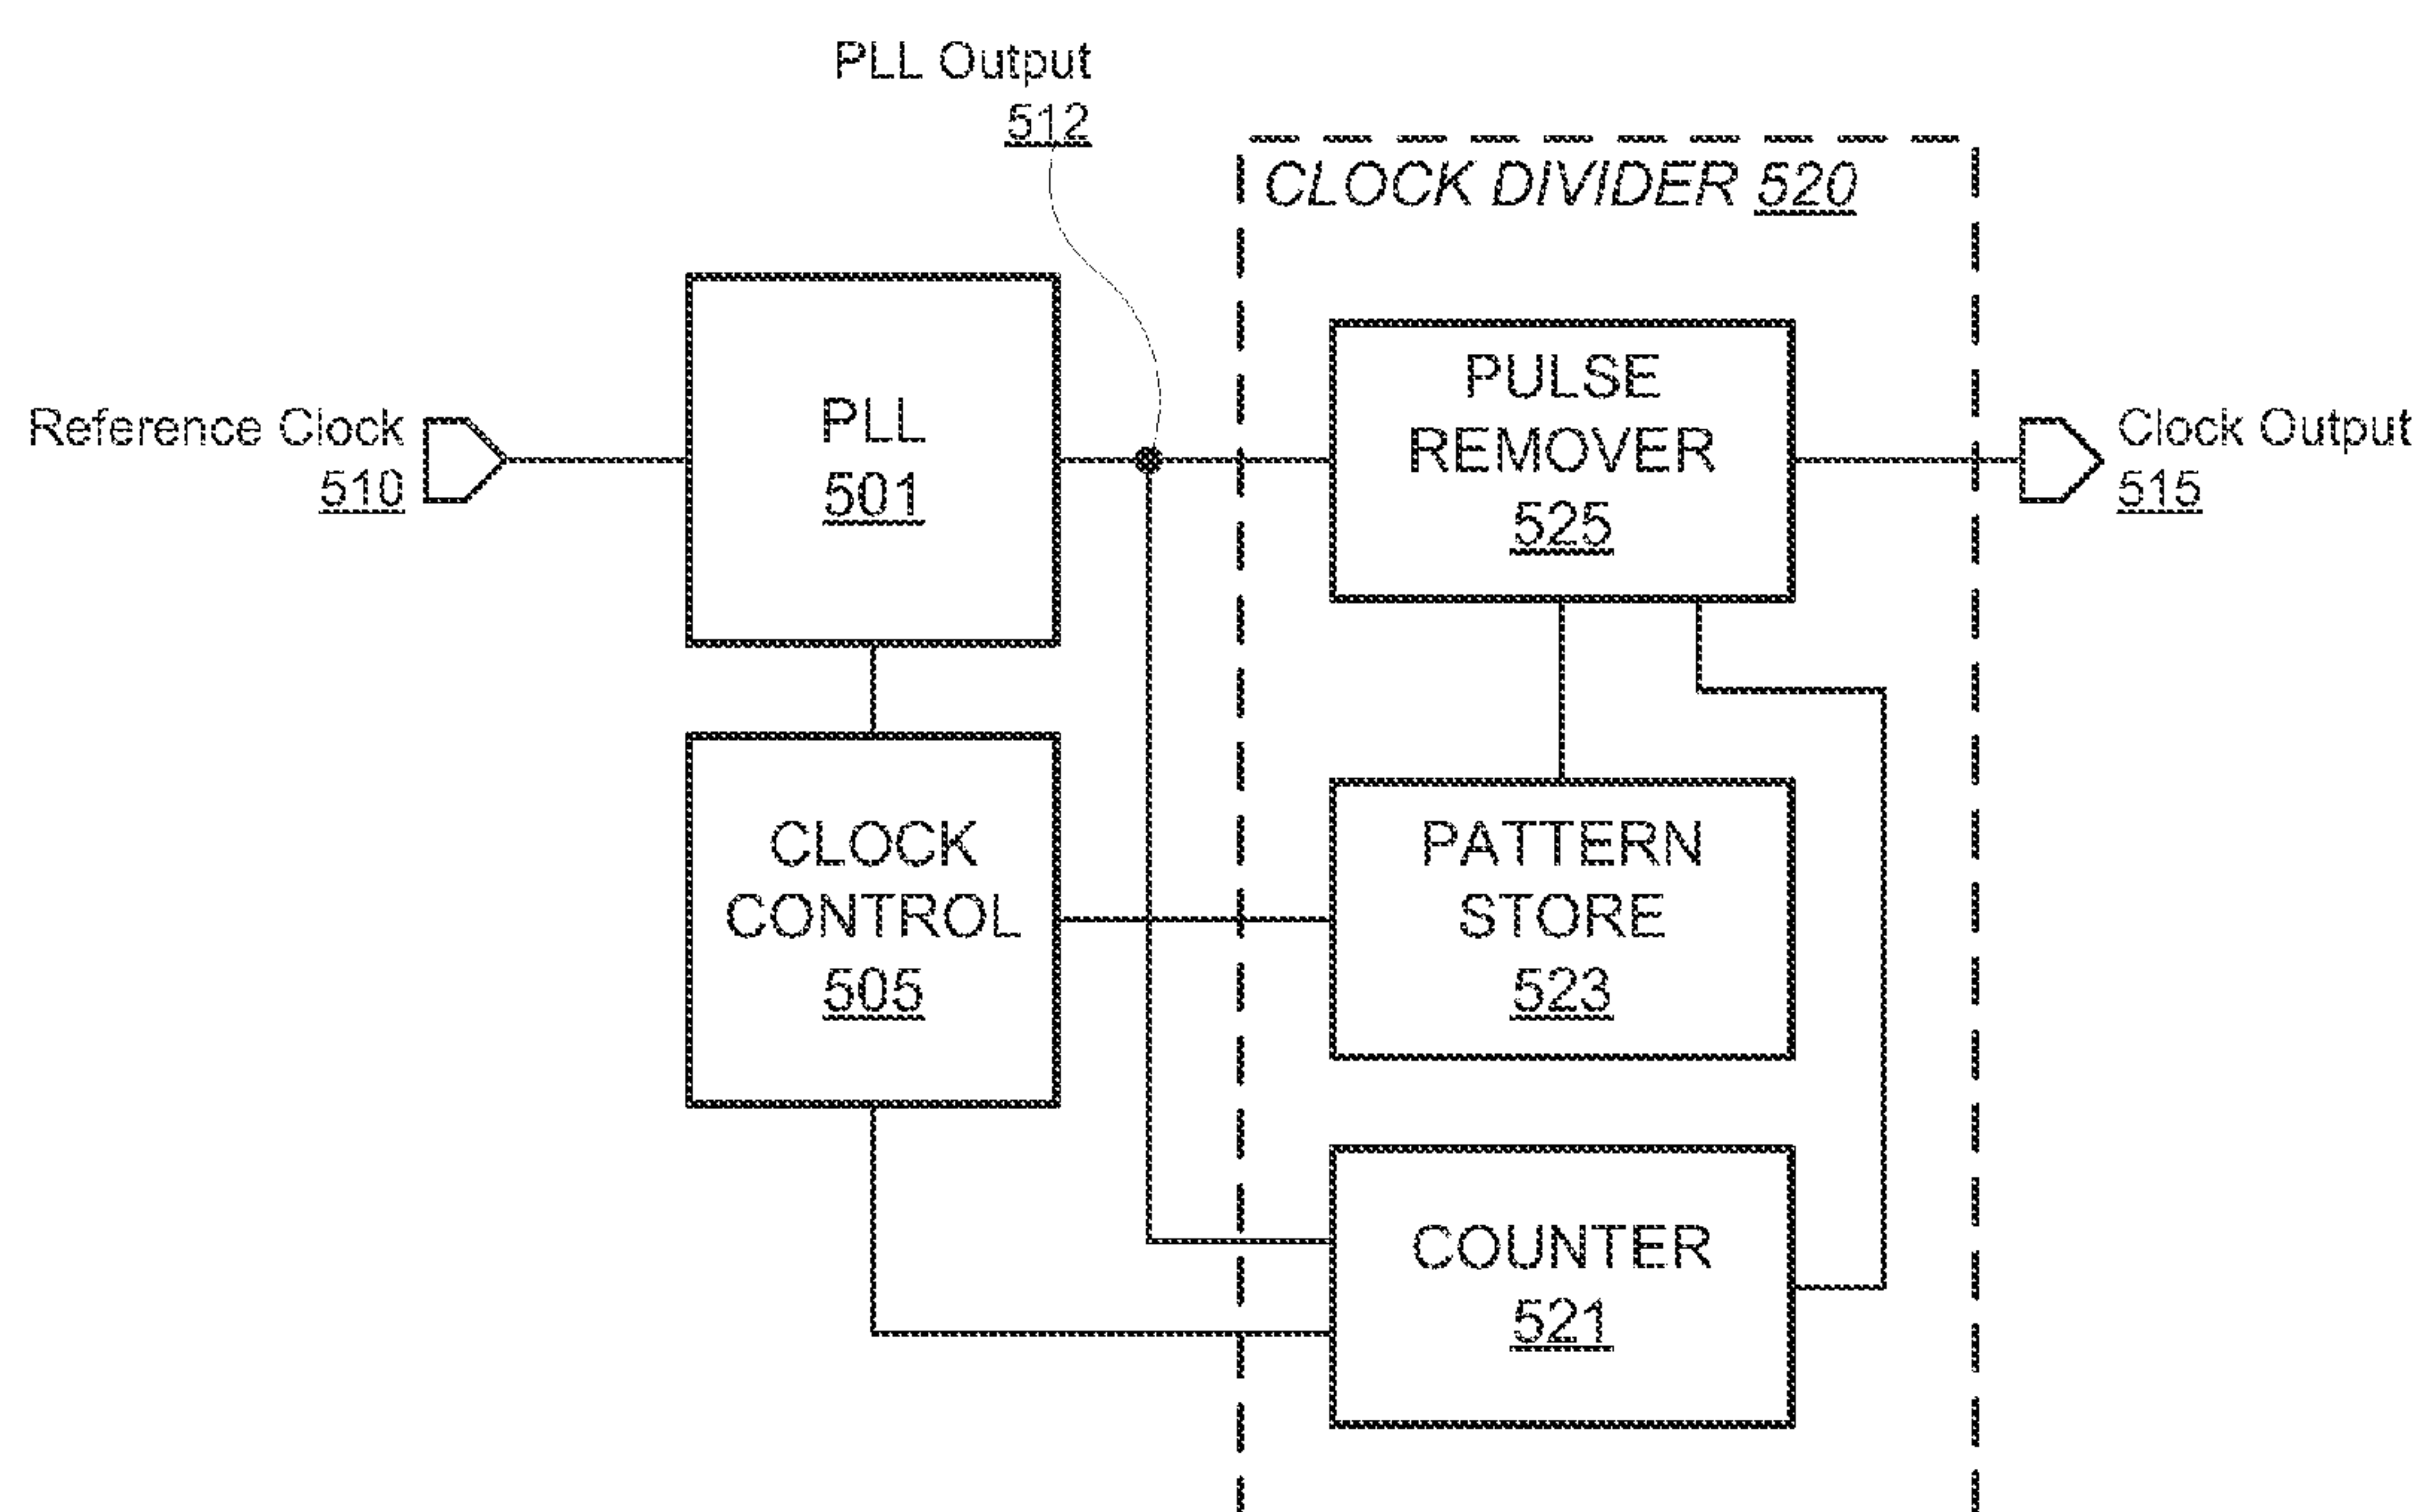 PLL Output
512
CLOCK DIVIDER 520
Reference Clock
510
PLL
501
PULSE
REMOVER
525
Clock Output
515
CLOCK
CONTROL
505
PATTERN
STORE
523
COUNTER
521